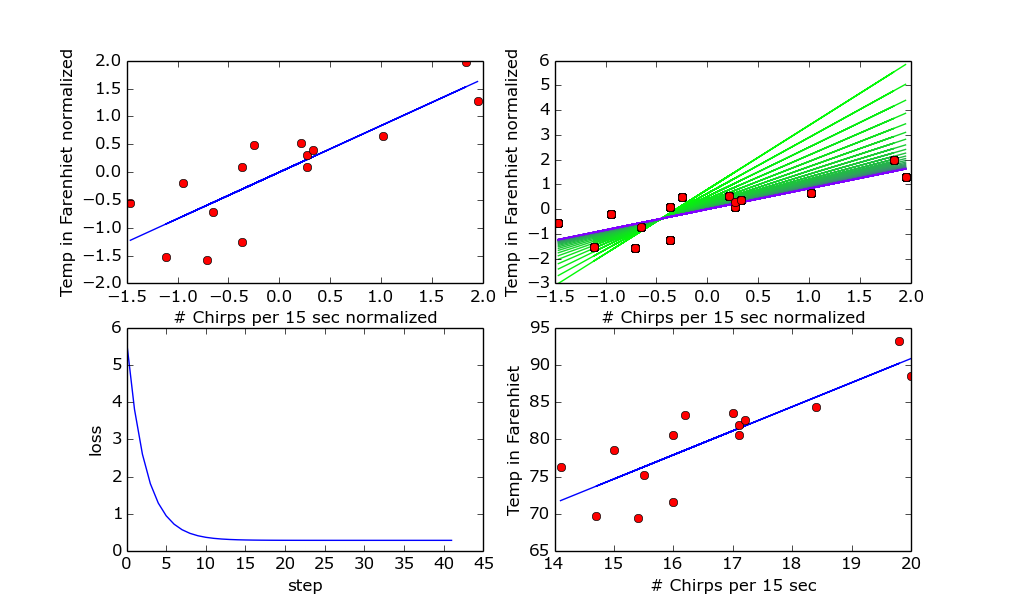 Temp in Farenhiet normalized
2.0
1.5
1.0
0.5
0.0
−0.5
−1.0
−1.5
−2.0
−1.5 −1.0 −0.5 0.0 0.5 1.0 1.5 2.0
# Chirps per 15 sec normalized
Temp in Farenhiet normalized
6
5
4
3
2
1
0
−1
−2
−3
−1.5 −1.0 −0.5 0.0 0.5 1.0 1.5 2.0
# Chirps per 15 sec normalized
loss
6
5
4
3
2
1
0
0 5 10 15 20 25 30 35 40 45
step
Temp in Farenhiet
95
90
85
80
75
70
65
14 15 16 17 18 19 20
# Chirps per 15 sec